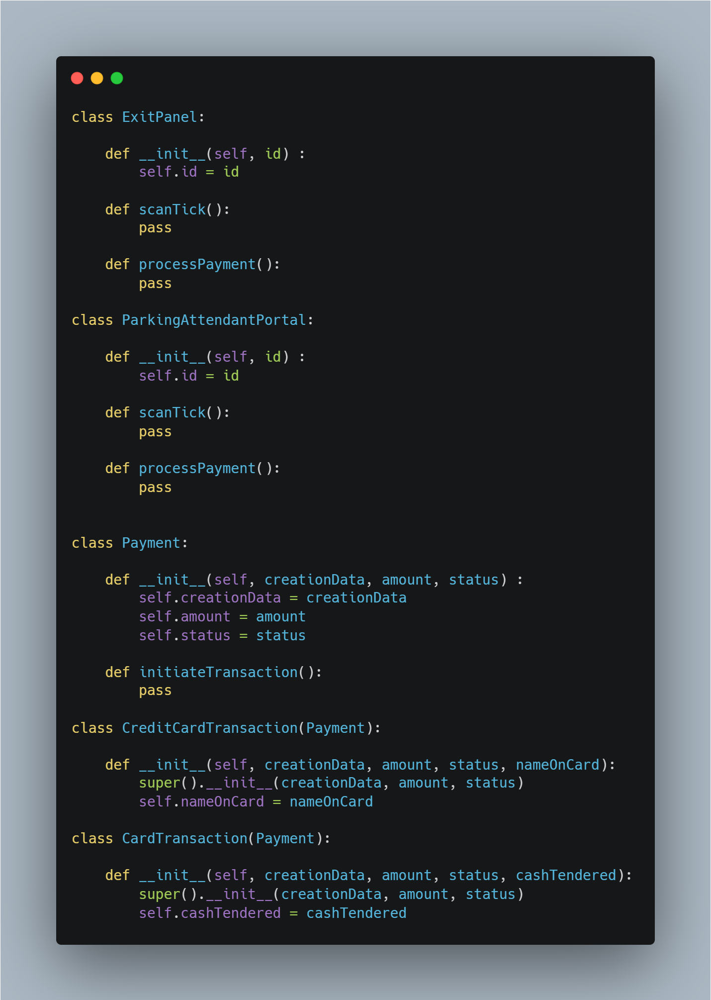 class ExitPanel:
    def __init__(self, id) :
        self.id = id
    def scanTick():
        pass
    def processPayment():
        pass
class ParkingAttendantPortal:
    def __init__(self, id) :
        self.id = id
    def scanTick():
        pass
    def processPayment():
        pass
class Payment:
    def __init__(self, creationData, amount, status) :
        self.creationData = creationData
        self.amount = amount
        self.status = status
    def initiateTransaction():
        pass
class CreditCardTransaction(Payment):
    def __init__(self, creationData, amount, status, nameOnCard):
        super().__init__(creationData, amount, status)
        self.nameOnCard = nameOnCard
class CardTransaction(Payment):
    def __init__(self, creationData, amount, status, cashTendered):
        super().__init__(creationData, amount, status)
        self.cashTendered = cashTendered